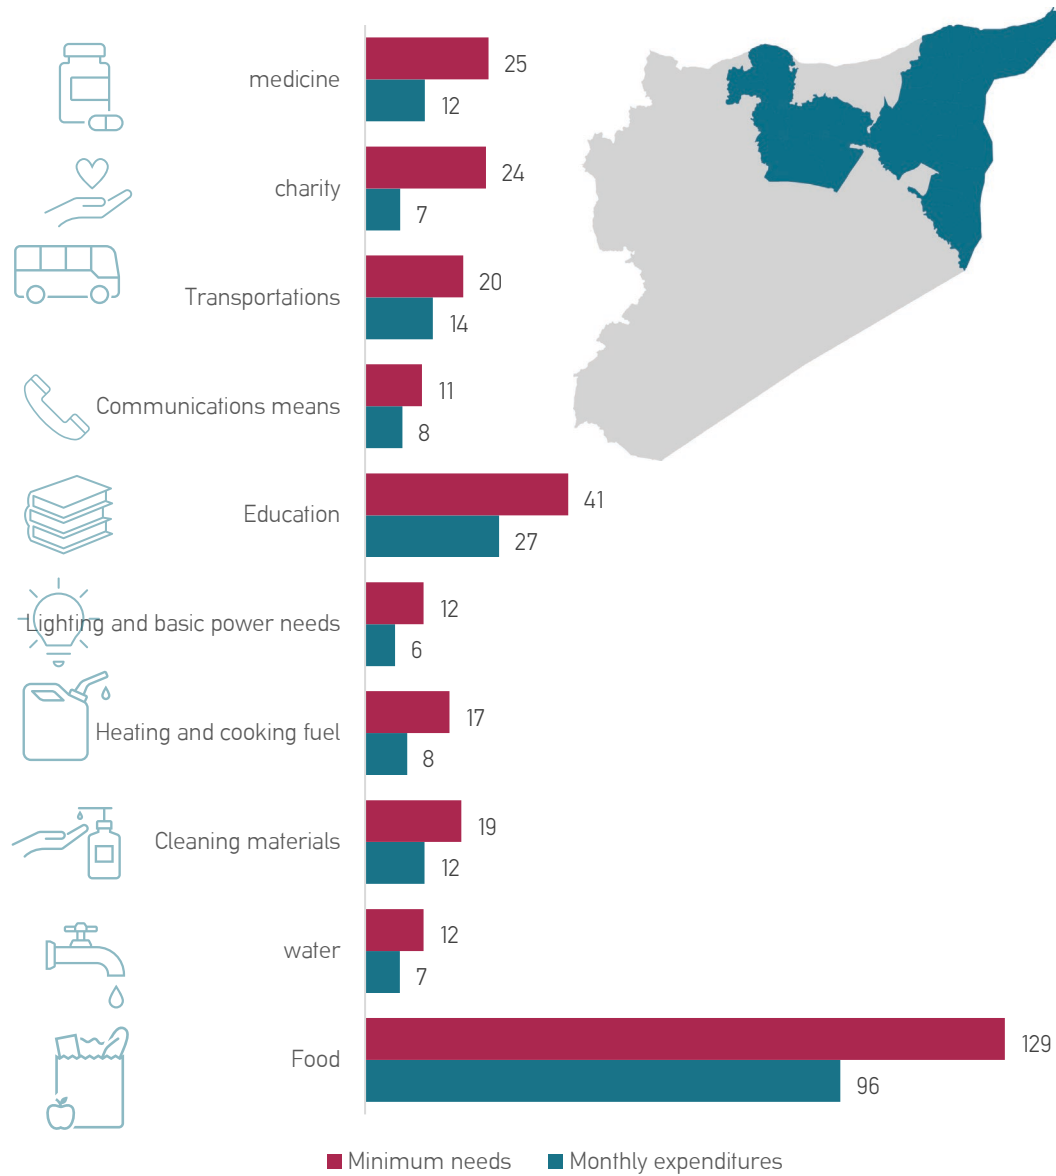 medicine
25
12
charity
24
7
Transportations
20
14
Communications means
11
8
Education
41
27
Lighting and basic power needs
12
6
Heating and cooking fuel
17
8
Cleaning materials
19
12
water
12
7
Food
129
96
Minimum needs Monthly expenditures